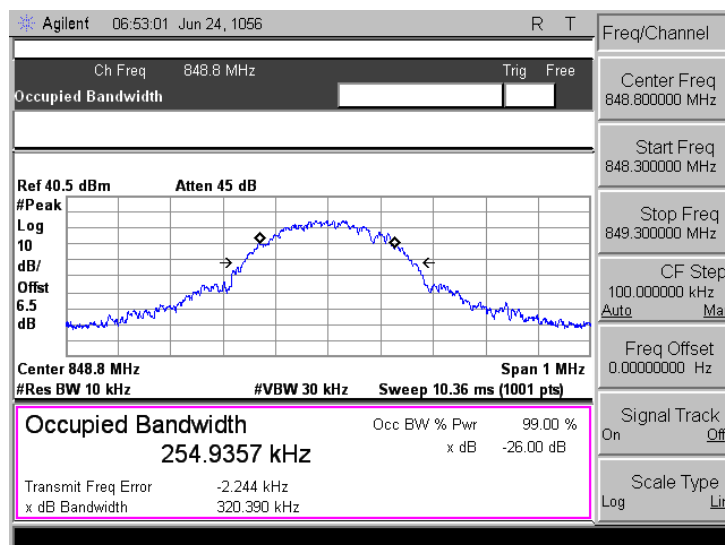 Agilent 06:53:01 Jun 24, 1056 R T
Freq/Channel
Ch Freq 848.8 MHz Trig Free
Occupied Bandwidth
Center Freq
848.800000 MHz
Start Freq
848.300000 MHz
Stop Freq
849.300000 MHz
CF Step
100.000000 kHz
Auto Ma
Freq Offset
0.00000000 Hz
Signal Track
On Off
Scale Type
Log Lin
Ref 40.5 dBm Atten 45 dB
#Peak
Log
10
dB/
Offst
6.5
dB
Center 848.8 MHz Span 1 MHz
#Res BW 10 kHz #VBW 30 kHz Sweep 10.36 ms (1001 pts)
Occupied Bandwidth Occ BW % Pwr 99.00 %
254.9357 kHz x dB -26.00 dB
Transmit Freq Error -2.244 kHz
x dB Bandwidth 320.390 kHz